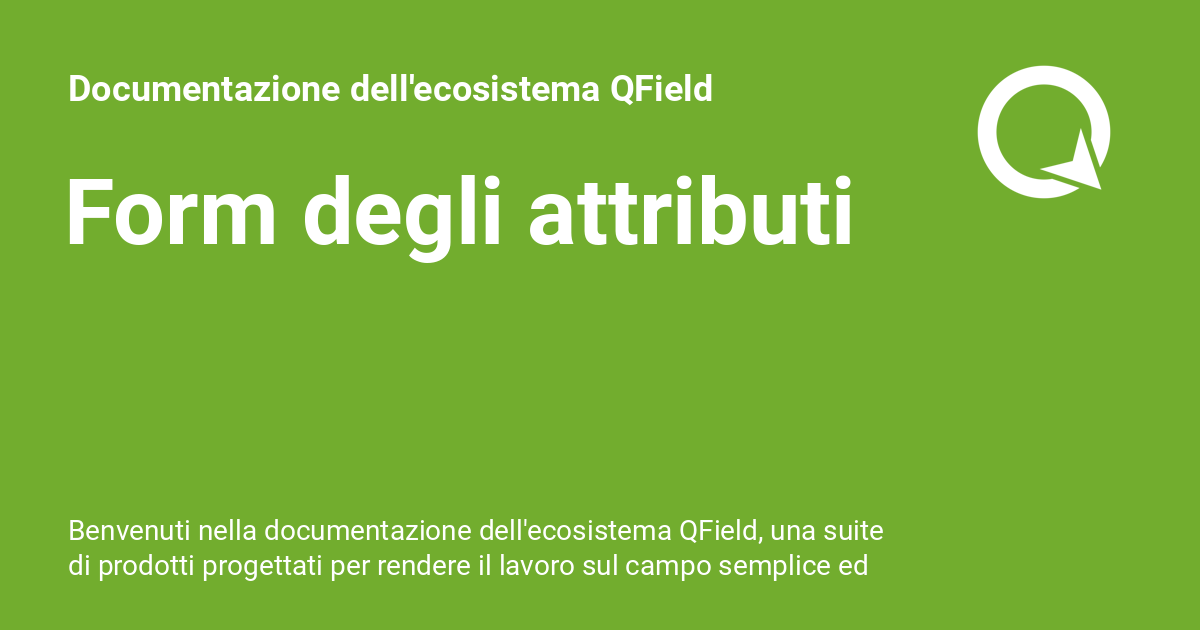 Documentazione dell'ecosistema QField
Form degli attributi
Benvenuti nella documentazione dell'ecosistema QField, una suite
di prodotti progettati per rendere il lavoro sul campo semplice ed